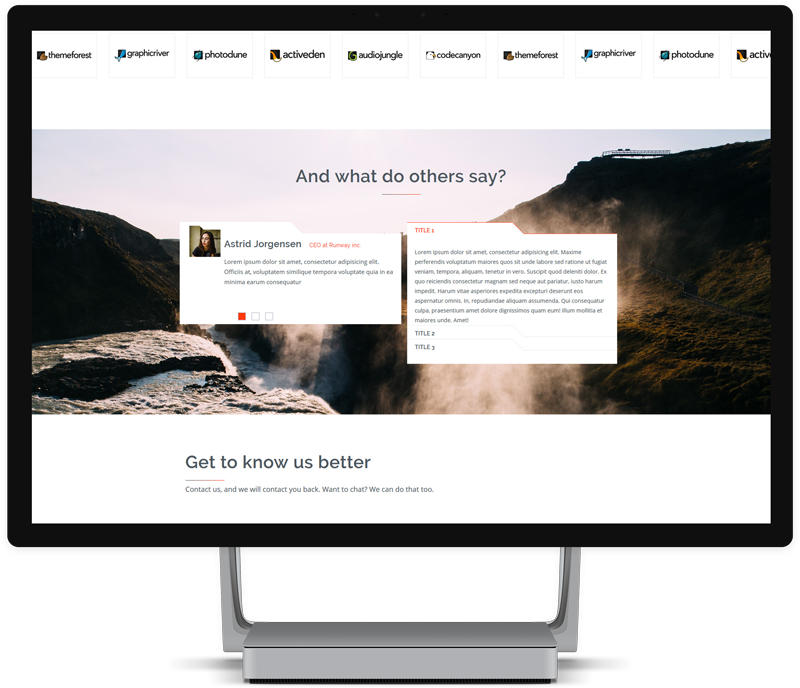 themeforest graphicriver photodune activeden audiojungle codecanyon themeforest graphicriver photodune active
And what do others say?
Astrid Jorgensen CEO at Runway inc.
Lorem ipsum dolor sit amet, consectetur adipisicing elit.
Officiis at, voluptatem similique tempora voluptate quia in ea
minima earum consequatur
TITLE 1
Lorem ipsum dolor sit amet, consectetur adipisicing elit. Maxime
perferendis voluptatum maiores quos sit unde labore sed ratione ut fugiat
veniam, tempora, aliquam, tenetur in vero. Suscipit quod deleniti dolor. Ex
quo reiciendis consectetur magnam sed neque aut pariatur, iusto harum
impedit. Harum vitae asperiores expedita excepturi deserunt eos
aspernatur omnis. In, repudiandae aliquam assumenda. Qui consequatur
culpa, praesentium amet dolore dignissimos quam eum! Illum mollitia et
maiores unde. Amet!
TITLE 2
TITLE 3
Get to know us better
Contact us, and we will contact you back. Want to chat? We can do that too.